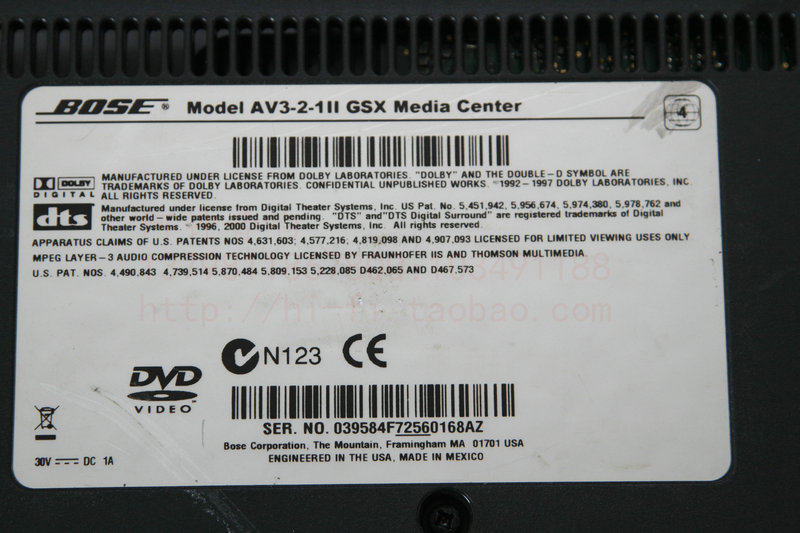 BOSE® Model AV3-2-1II GSX Media Center
4
DOLBY
DIGITAL
MANUFACTURED UNDER LICENSE FROM DOLBY LABORATORIES. "DOLBY" AND THE DOUBLE-D SYMBOL ARE
TRADEMARKS OF DOLBY LABORATORIES. CONFIDENTIAL UNPUBLISHED WORKS. 1992-1997 DOLBY LABORATORIES, INC.
ALL RIGHTS RESERVED.
dts
Manufactured under license from Digital Theater Systems, Inc. US Pat. No. 5,451,942, 5,956,674, 5,974,380, 5,978,762 and
other world-wide patents issued and pending. "DTS" and "DTS Digital Surround" are registered trademarks of Digital
Theater Systems. 1996, 2000 Digital Theater Systems, Inc. All rights reserved.
APPARATUS CLAIMS OF U.S. PATENTS NOS 4,631,603; 4,577,216; 4,819,098 AND 4,907,093 LICENSED FOR LIMITED VIEWING USES ONLY
MPEG LAYER-3 AUDIO COMPRESSION TECHNOLOGY LICENSED BY FRAUNHOFER IIS AND THOMSON MULTIMEDIA.
U.S. PAT. NOS. 4,490,843 4,739,514 5,870,484 5,809,153 5,228,085 D462,065 AND D467,573
http://hi-hi.taobao.com
N123 CE
DVD
VIDEO
SER. NO. 039584F72560168AZ
Bose Corporation, The Mountain, Framingham MA 01701 USA
ENGINEERED IN THE USA, MADE IN MEXICO
30V DC 1A